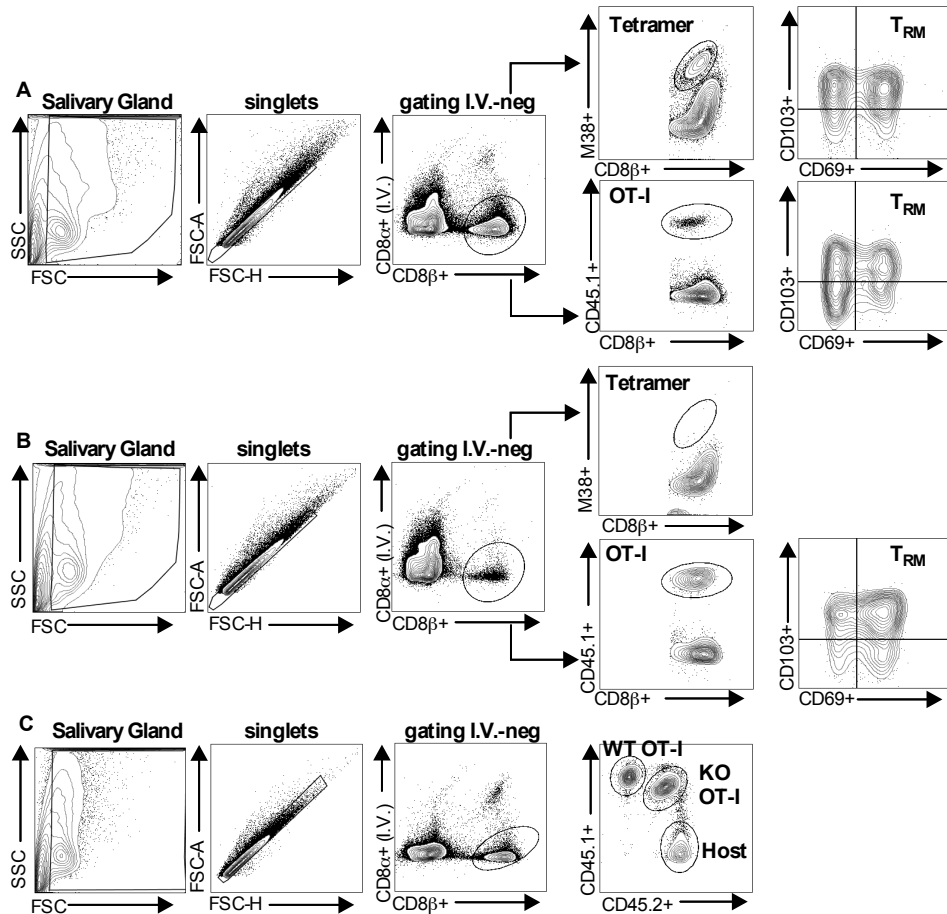 A
Salivary Gland
SSC
FSC
singlets
FSC-A
FSC-H
gating I.V.-neg
CD8α+ (I.V.)
CD8β+
Tetramer
M38+
CD8β+
TRM
CD103+
CD69+
OT-I
CD45.1+
CD8β+
TRM
CD103+
CD69+
B
Salivary Gland
SSC
FSC
singlets
FSC-A
FSC-H
gating I.V.-neg
CD8α+ (I.V.)
CD8β+
Tetramer
M38+
CD8β+
OT-I
CD45.1+
CD8β+
TRM
CD103+
CD69+
C
Salivary Gland
SSC
FSC
singlets
FSC-A
FSC-H
gating I.V.-neg
CD8α+ (I.V.)
CD8β+
WT OT-I
KO
OT-I
Host
CD45.1+
CD45.2+